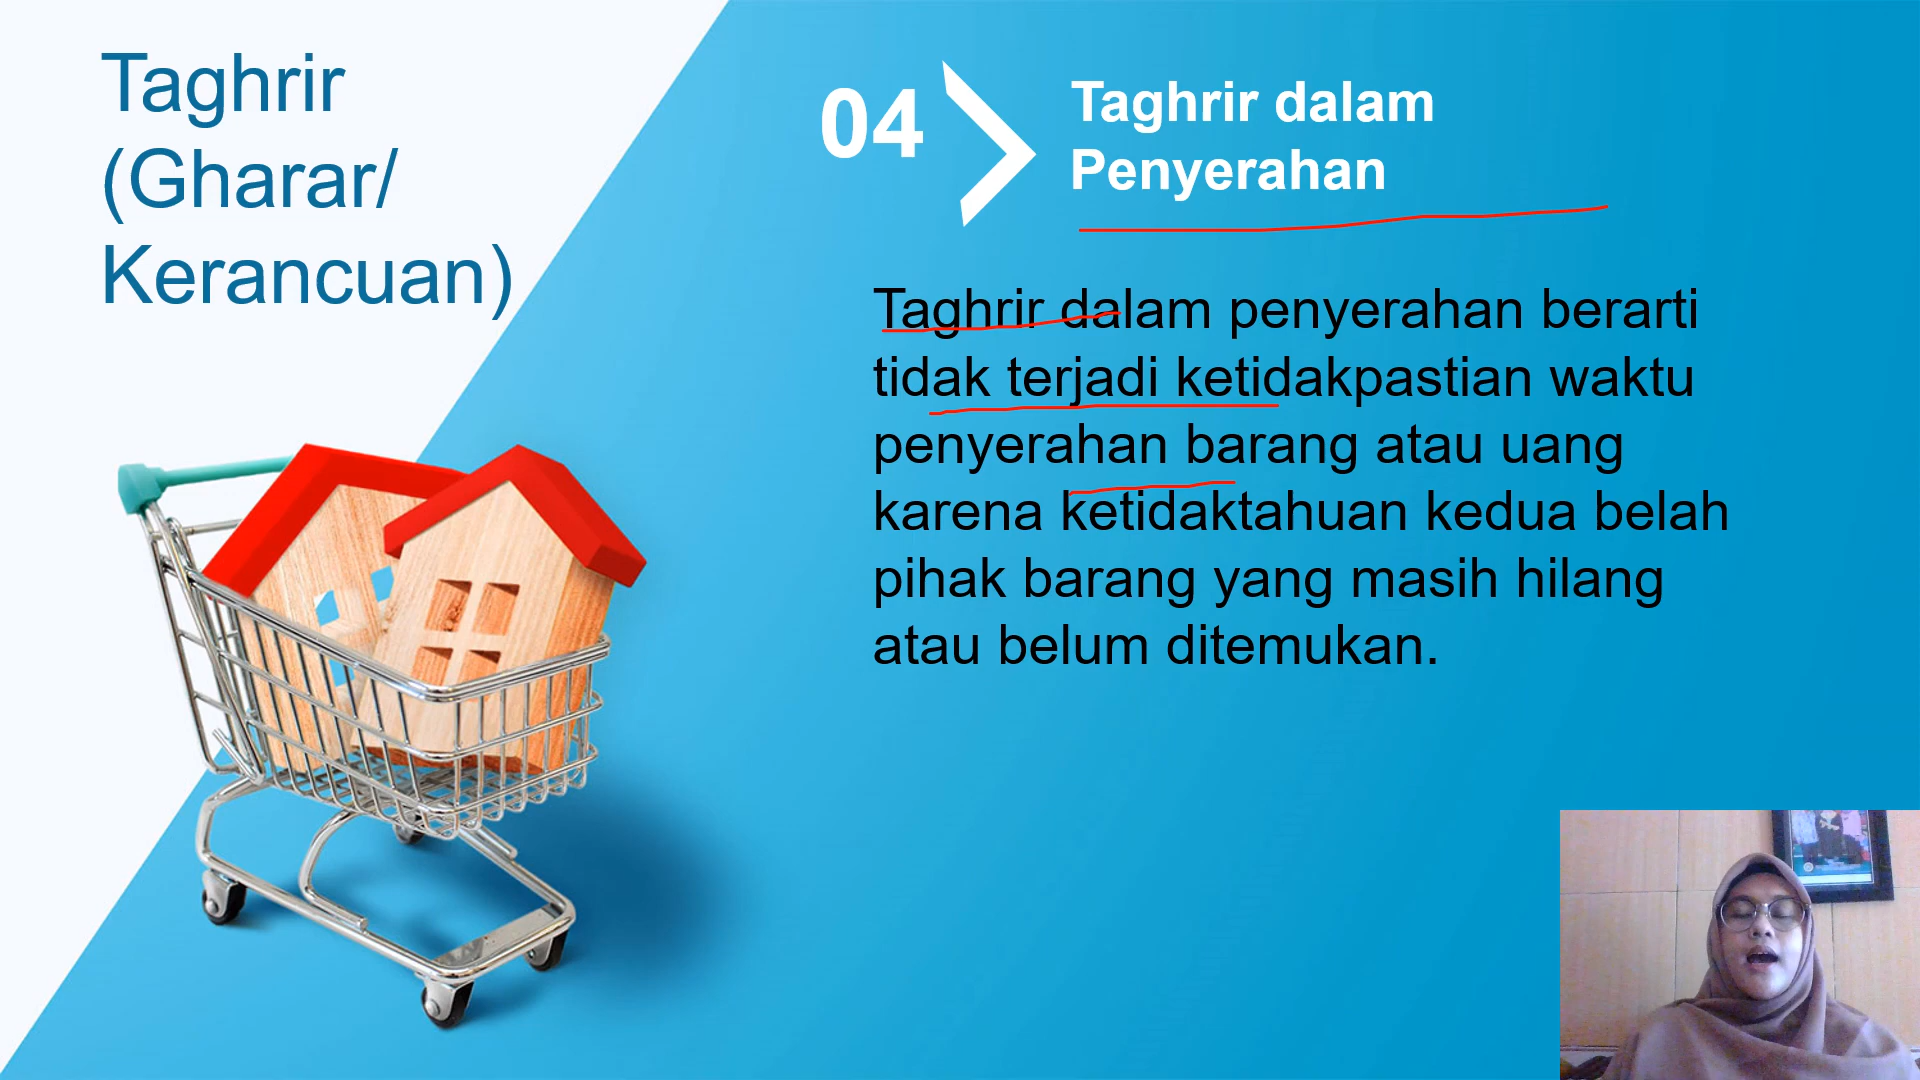 Taghrir
(Gharar/
Kerancuan)
04
Taghrir dalam
Penyerahan
Taghrir dalam penyerahan berarti
tidak terjadi ketidakpastian waktu
penyerahan barang atau uang
karena ketidaktahuan kedua belah
pihak barang yang masih hilang
atau belum ditemukan.